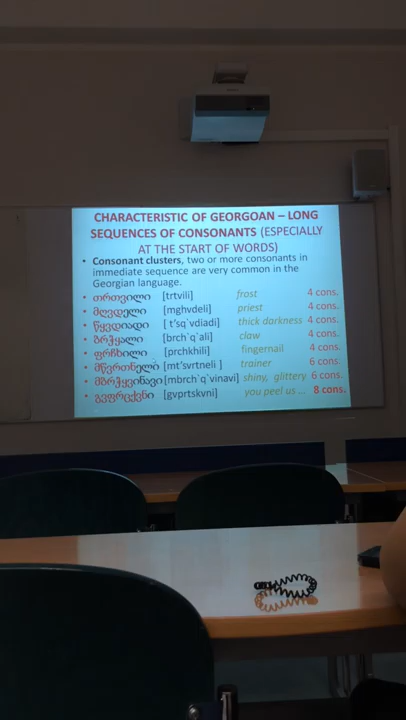 CHARACTERISTIC OF GEORGOAN – LONG
SEQUENCES OF CONSONANTS (ESPECIALLY
AT THE START OF WORDS)
• Consonant clusters, two or more consonants in
immediate sequence are very common in the
Georgian language.
• თრთვილი [trtvili] frost 4 cons.
• მღვდელი [mghvdeli] priest 4 cons.
• წყვდიადი [ t’sq`vdiadi] thick darkness 4 cons.
• ბრჭყალი [brch`q`ali] claw 4 cons.
• ფრჩხილი [prchkhili] fingernail 4 cons.
• მწვრთნელი [mt’svrtneli ] trainer 6 cons.
• მბრჭყვინავი [mbrch`q`vinavi] shiny, glittery 6 cons.
• გვფრცქვნი [gvprtskvni] you peel us ... 8 cons.